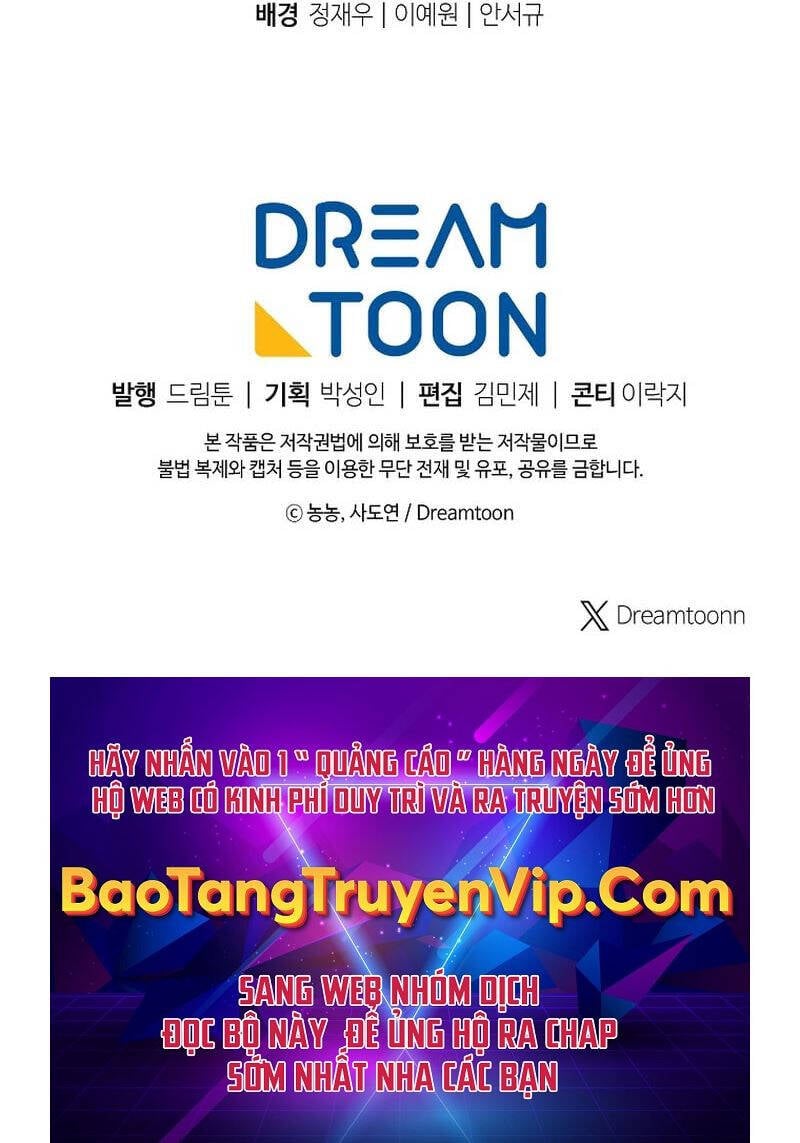 배경 정재우 | 이예원 | 안서규
DREAM
TOON
발행 드림툰 | 기획 박성인 | 편집 김민제 | 콘티 이락지
본 작품은 저작권법에 의해 보호를 받는 저작물이므로
불법 복제와 캡처 등을 이용한 무단 전재 및 유포, 공유를 금합니다.
ⓒ 농농, 사도연 / Dreamtoon
X Dreamtoonn
HÃY NHẤN VÀO 1 “ QUẢNG CÁO ” HÀNG NGÀY ĐỂ ỦNG
HỘ WEB CÓ KINH PHÍ DUY TRÌ VÀ RA TRUYỆN SỚM HƠN
BaoTangTruyenVip.Com
SANG WEB NHÓM DỊCH
ĐỌC BỘ NÀY ĐỂ ỦNG HỘ RA CHAP
SỚM NHẤT NHA CÁC BẠN